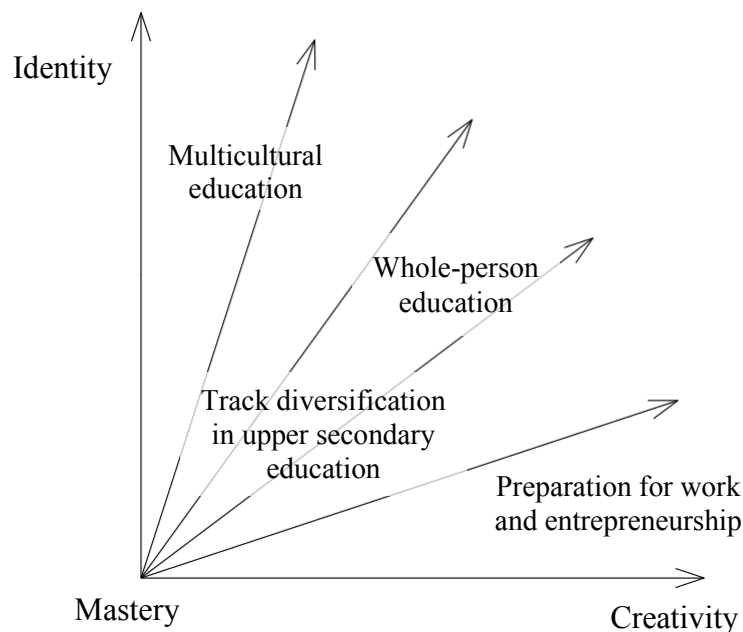 Identity
Multicultural
education
Whole-person
education
Track diversification
in upper secondary
education
Preparation for work
and entrepreneurship
Mastery
Creativity